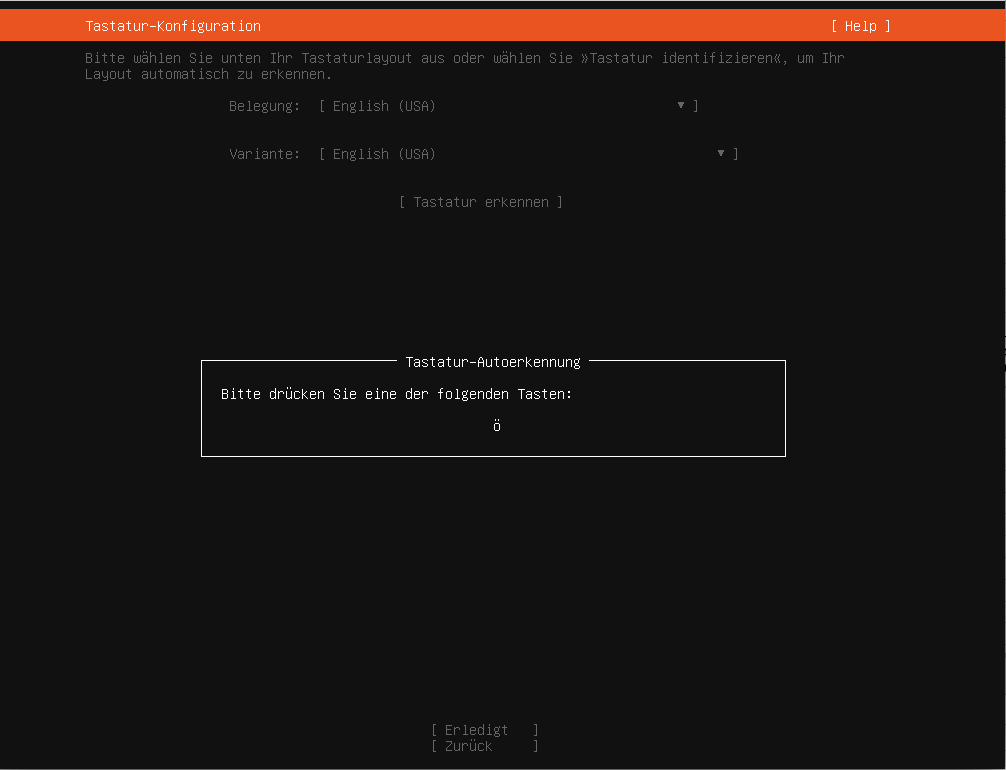 Tastatur-Konfiguration [ Help ]
Bitte wählen Sie unten Ihr Tastaturlayout aus oder wählen Sie »Tastatur identifizieren«, um Ihr
Layout automatisch zu erkennen.
Belegung: [ English (USA) ▾ ]
Variante: [ English (USA) ▾ ]
[ Tastatur erkennen ]
Tastatur-Autoerkennung
Bitte drücken Sie eine der folgenden Tasten:
ö
[ Erledigt ]
[ Zurück ]